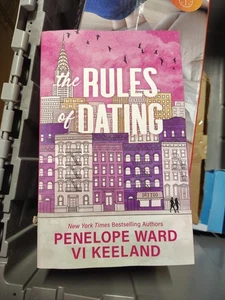 the RULES
of DATING
New York Times Bestselling Authors
PENELOPE WARD
VI KEELAND